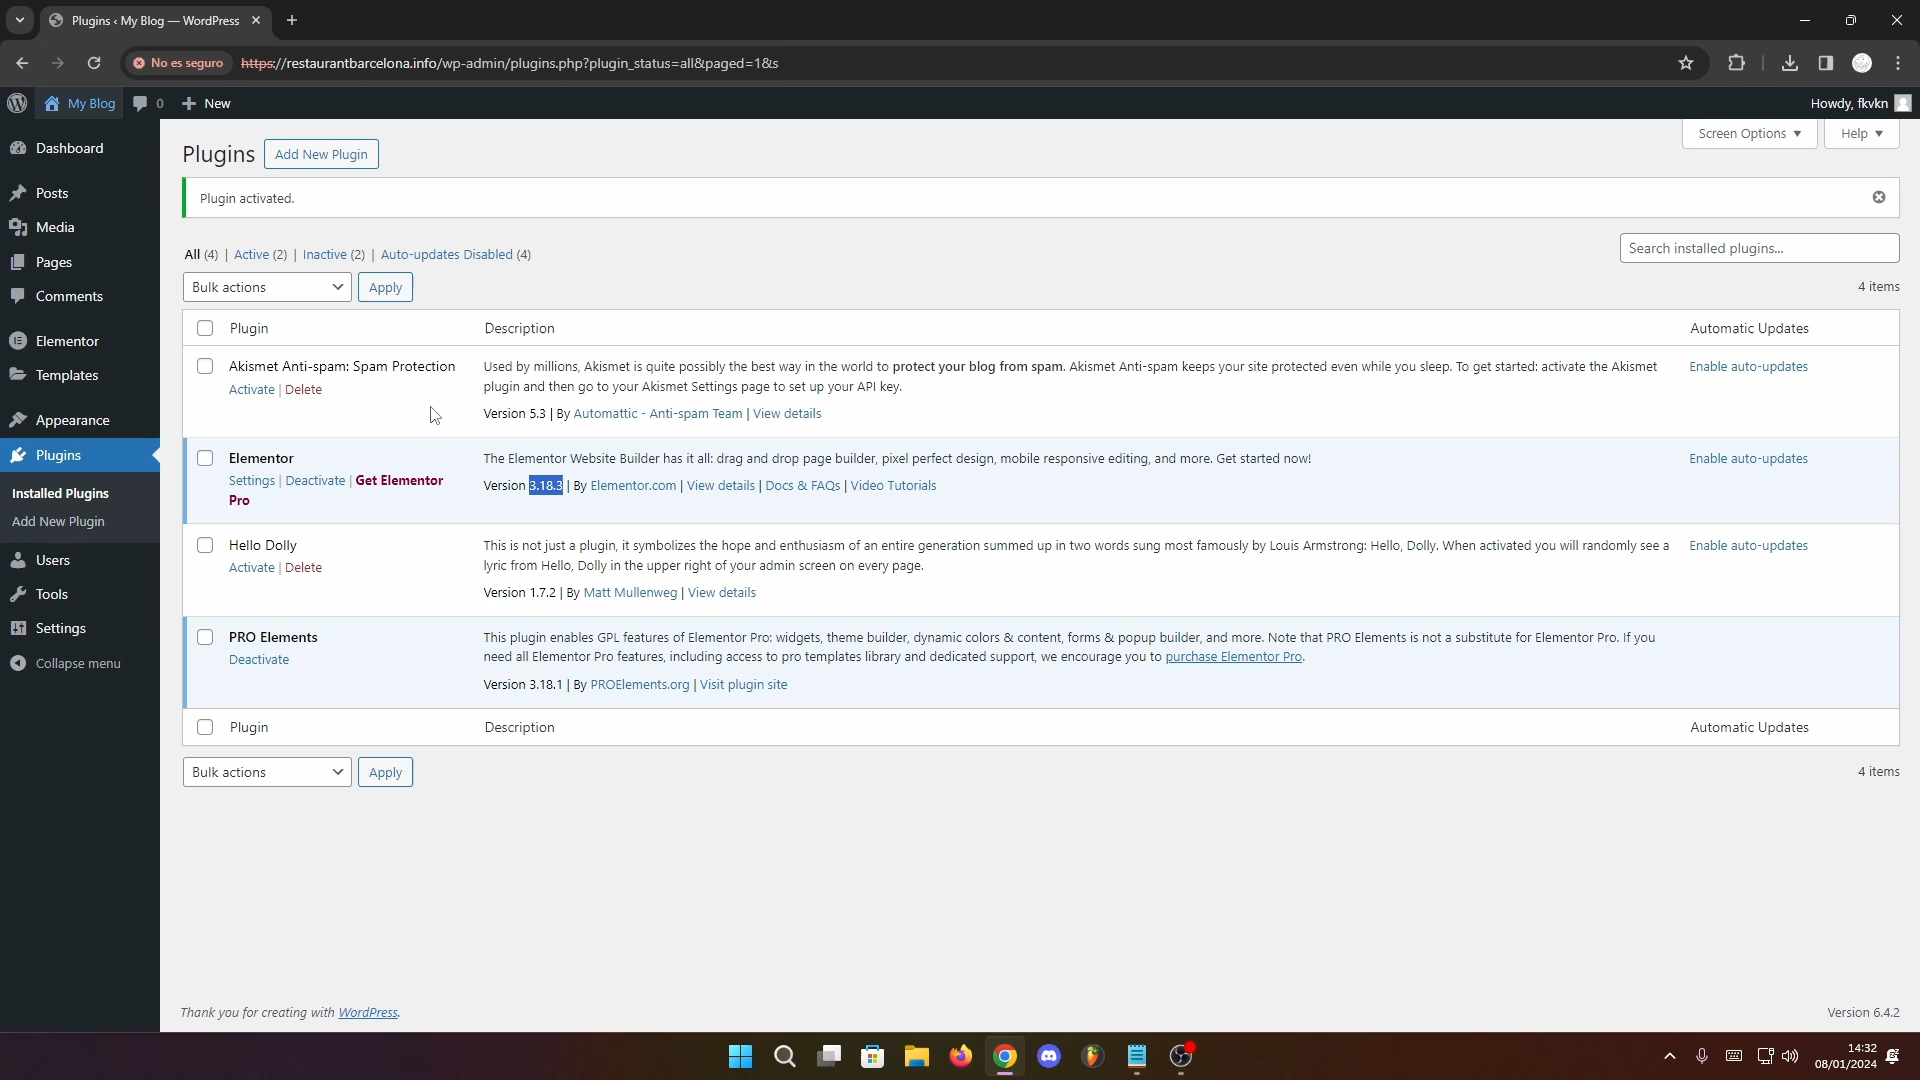 Plugins ‹ My Blog — WordPress
No es seguro https://restaurantbarcelona.info/wp-admin/plugins.php?plugin_status=all&paged=1&s
My Blog 0 New Howdy, fkvkn
Screen Options Help
Dashboard
Posts
Media
Pages
Comments
Elementor
Templates
Appearance
Plugins
Installed Plugins
Add New Plugin
Users
Tools
Settings
Collapse menu
Plugins Add New Plugin
Plugin activated.
All (4) | Active (2) | Inactive (2) | Auto-updates Disabled (4)
Search installed plugins...
Bulk actions Apply 4 items
Plugin Description Automatic Updates
Akismet Anti-spam: Spam Protection
Activate | Delete
Used by millions, Akismet is quite possibly the best way in the world to protect your blog from spam. Akismet Anti-spam keeps your site protected even while you sleep. To get started: activate the Akismet
plugin and then go to your Akismet Settings page to set up your API key.
Version 5.3 | By Automattic - Anti-spam Team | View details
Enable auto-updates
Elementor
Settings | Deactivate | Get Elementor
Pro
The Elementor Website Builder has it all: drag and drop page builder, pixel perfect design, mobile responsive editing, and more. Get started now!
Version 3.18.3 | By Elementor.com | View details | Docs & FAQs | Video Tutorials
Enable auto-updates
Hello Dolly
Activate | Delete
This is not just a plugin, it symbolizes the hope and enthusiasm of an entire generation summed up in two words sung most famously by Louis Armstrong: Hello, Dolly. When activated you will randomly see a
lyric from Hello, Dolly in the upper right of your admin screen on every page.
Version 1.7.2 | By Matt Mullenweg | View details
Enable auto-updates
PRO Elements
Deactivate
This plugin enables GPL features of Elementor Pro: widgets, theme builder, dynamic colors & content, forms & popup builder, and more. Note that PRO Elements is not a substitute for Elementor Pro. If you
need all Elementor Pro features, including access to pro templates library and dedicated support, we encourage you to purchase Elementor Pro.
Version 3.18.1 | By PROElements.org | Visit plugin site
Plugin Description Automatic Updates
Bulk actions Apply 4 items
Thank you for creating with WordPress. Version 6.4.2
14:32
08/01/2024